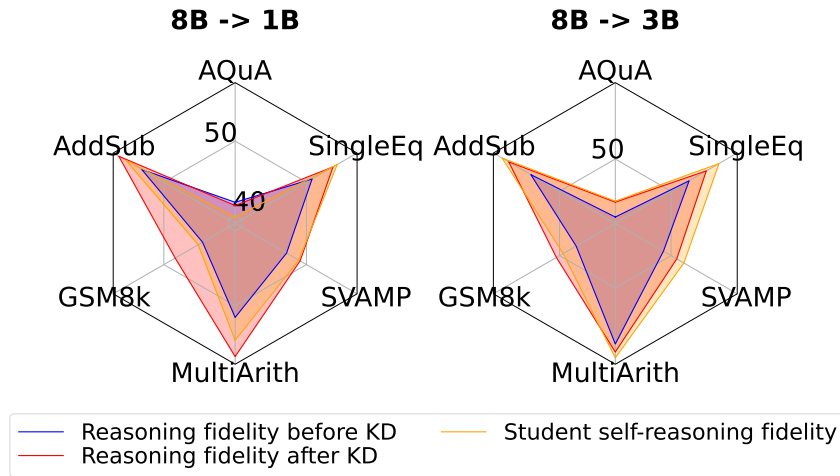 8B -> 1B
8B -> 3B
AQuA
AQuA
50
50
AddSub
SingleEq
AddSub
SingleEq
40
GSM8k
SVAMP
GSM8k
SVAMP
MultiArith
MultiArith
Reasoning fidelity before KD
Student self-reasoning fidelity
Reasoning fidelity after KD